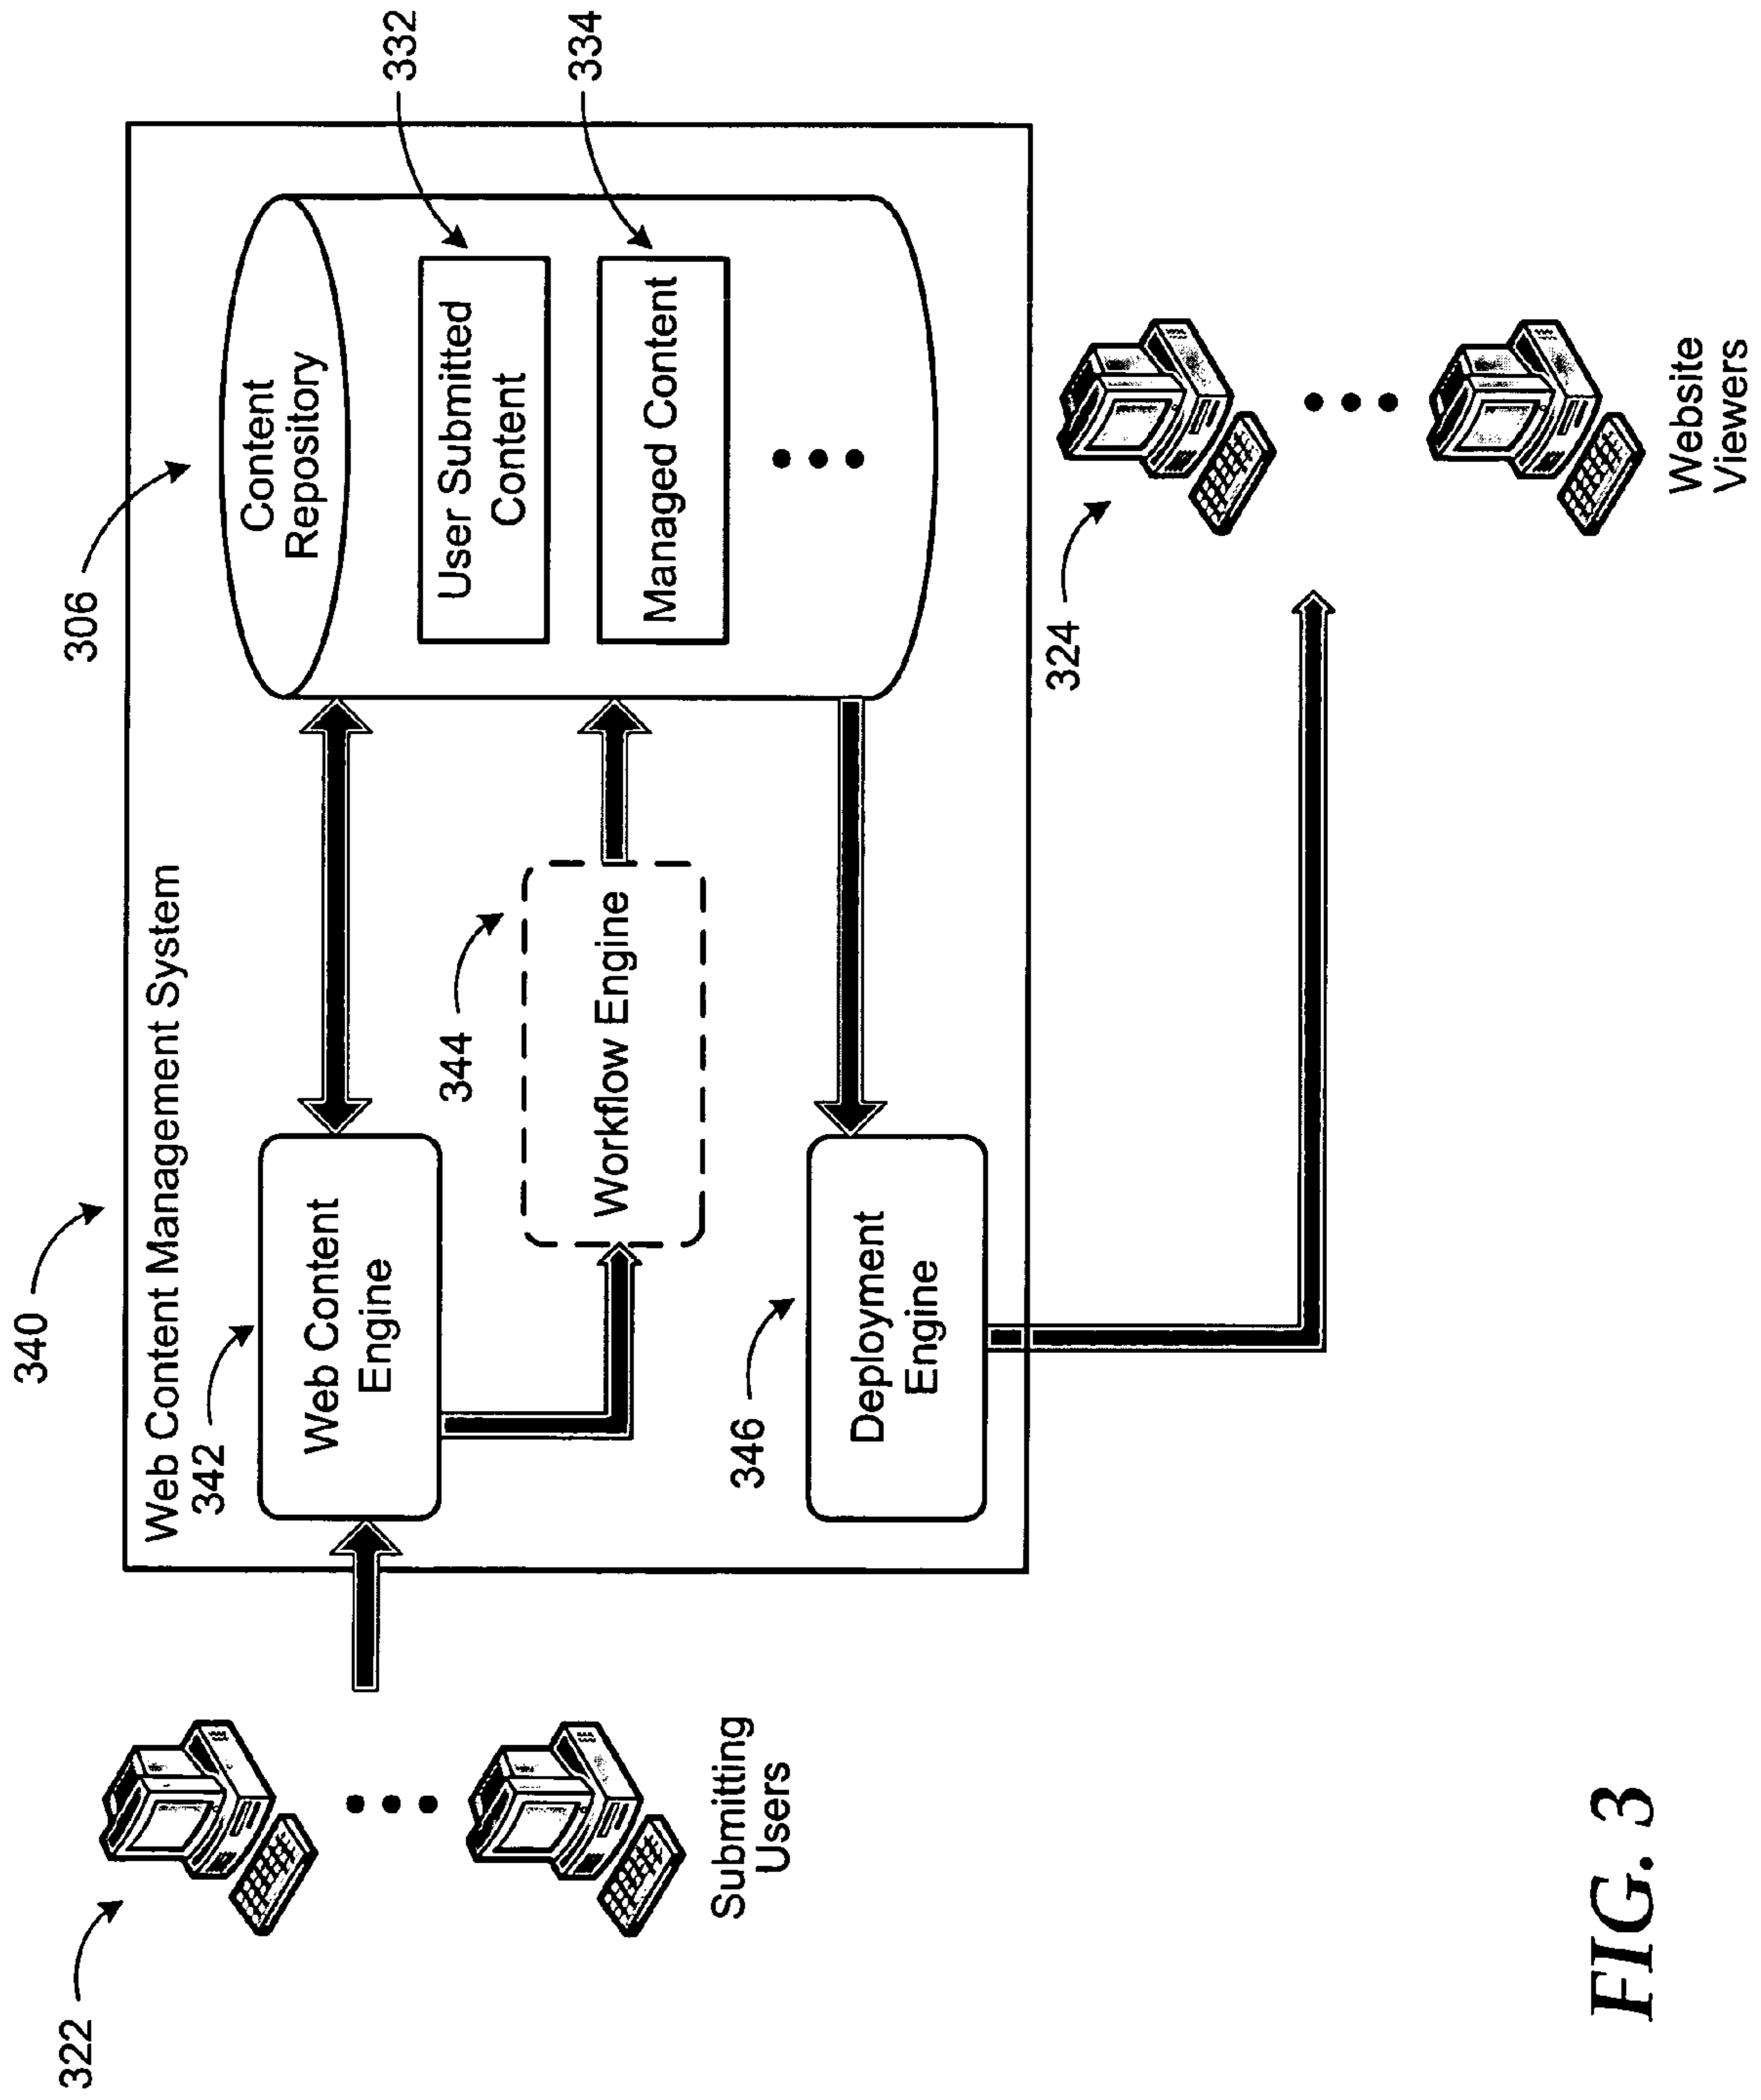 340
Web Content Management System
306
322
342
Web Content
Engine
Content
Repository
332
344
User Submitted
Content
334
Workflow Engine
Managed Content
Submitting
Users
346
Deployment
Engine
324
Website
Viewers
FIG. 3